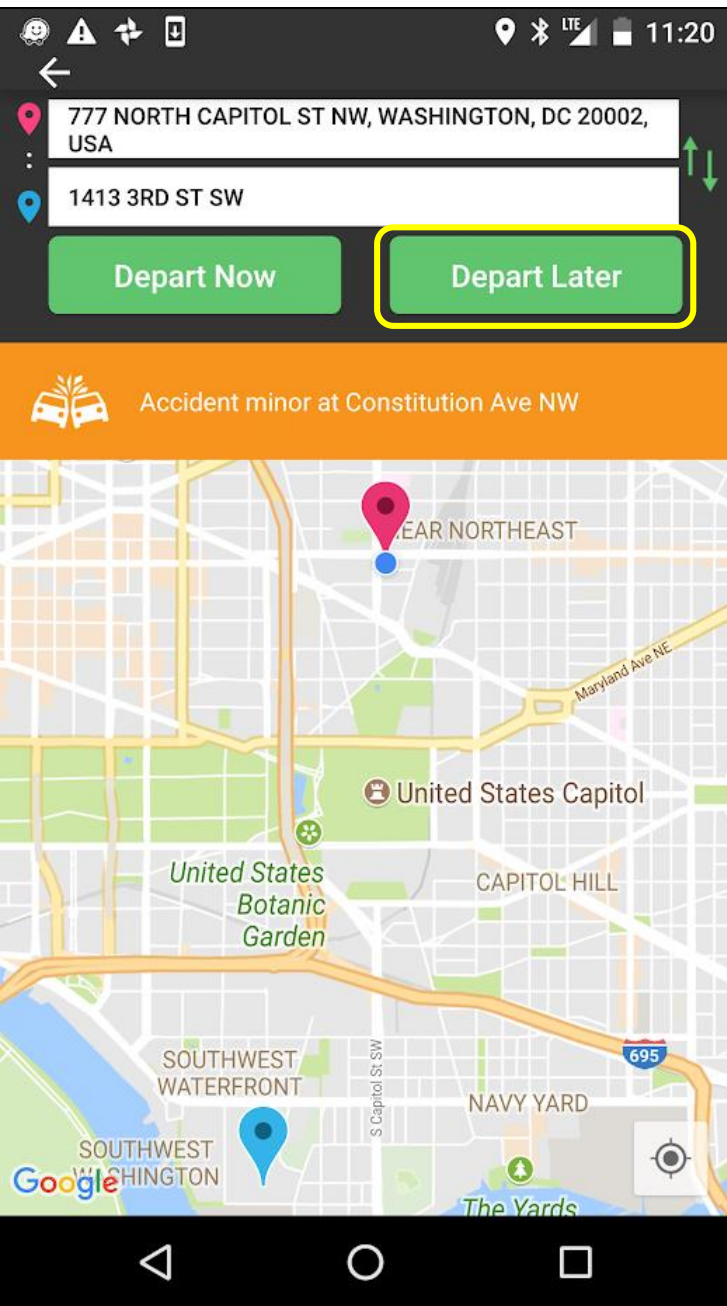 LTE 11:20
777 NORTH CAPITOL ST NW, WASHINGTON, DC 20002,
USA
1413 3RD ST SW
Depart Now Depart Later
Accident minor at Constitution Ave NW
EAR NORTHEAST
Maryland Ave NE
United States Capitol
United States
Botanic
Garden
CAPITOL HILL
695
S Capitol St SW
SOUTHWEST
WATERFRONT
NAVY YARD
SOUTHWEST
WASHINGTON
Google
The Yards